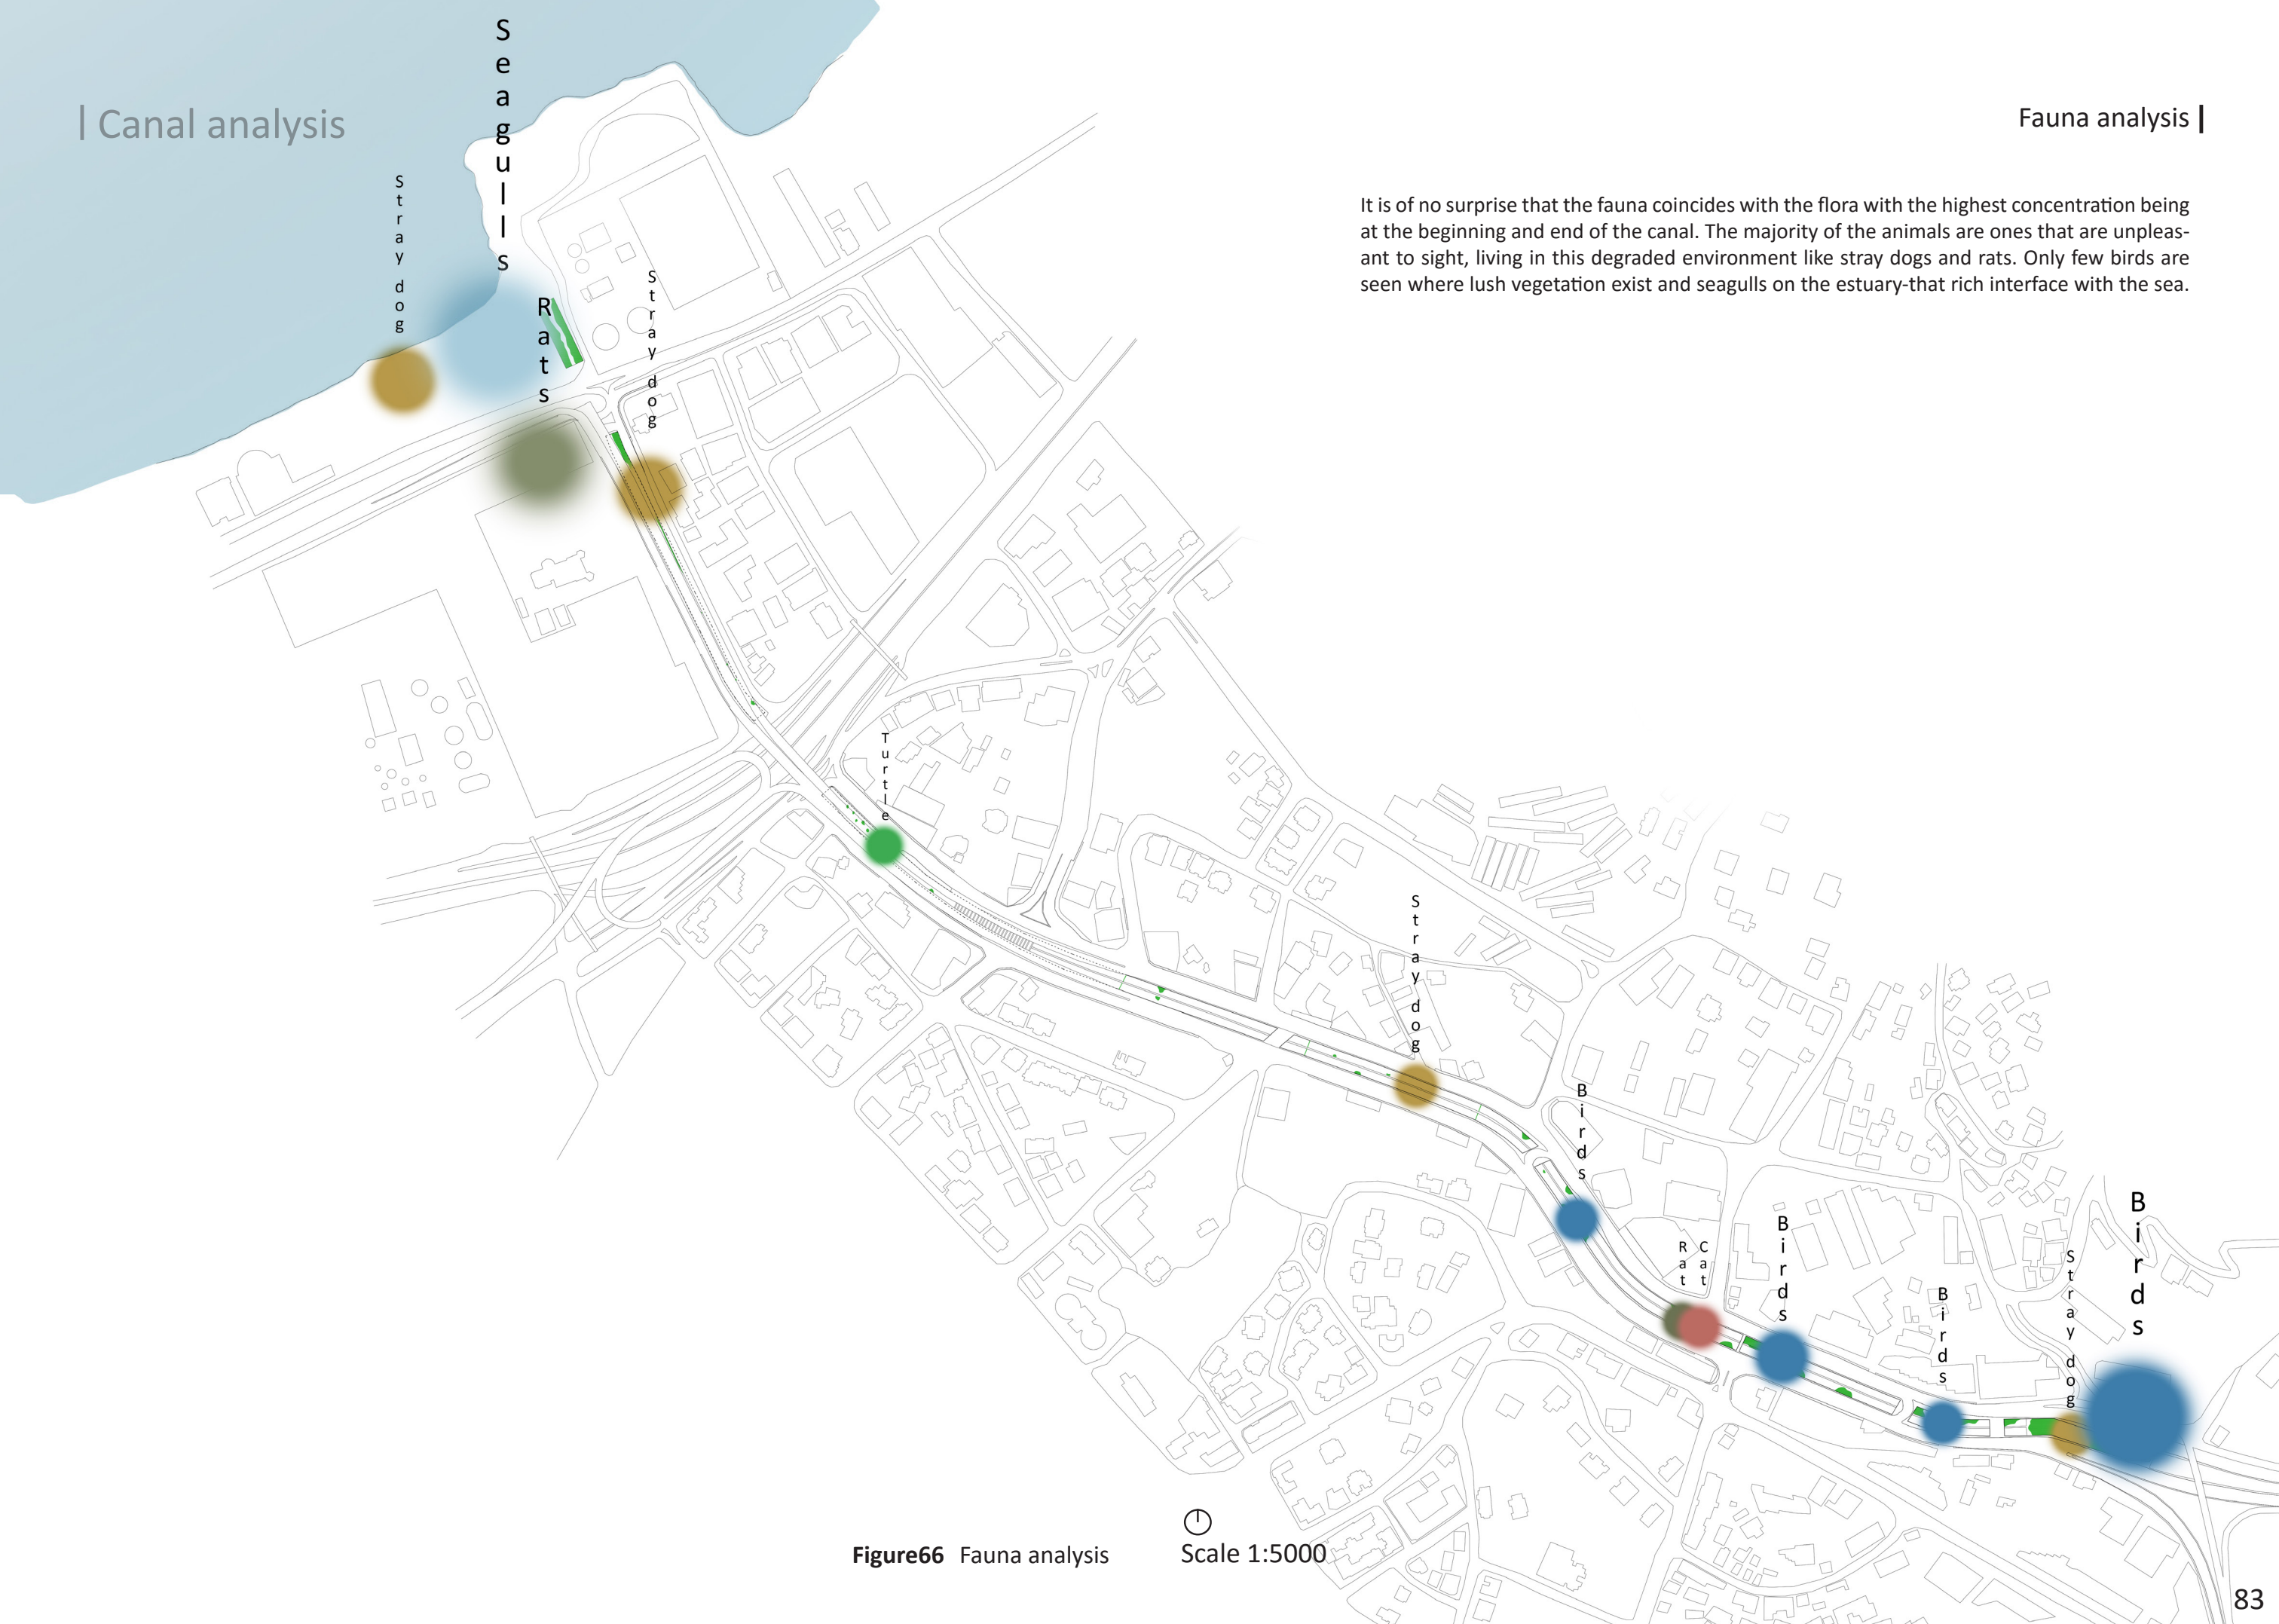 | Canal analysis
Fauna analysis |
It is of no surprise that the fauna coincides with the flora with the highest concentration being
at the beginning and end of the canal. The majority of the animals are ones that are unpleas-
ant to sight, living in this degraded environment like stray dogs and rats. Only few birds are
seen where lush vegetation exist and seagulls on the estuary-that rich interface with the sea.
Seagulls
Stray dog
Rats
Stray dog
Turtle
Stray dog
Birds
Rat
Cat
Birds
Birds
Stray dog
Birds
Figure66 Fauna analysis
Scale 1:5000
83